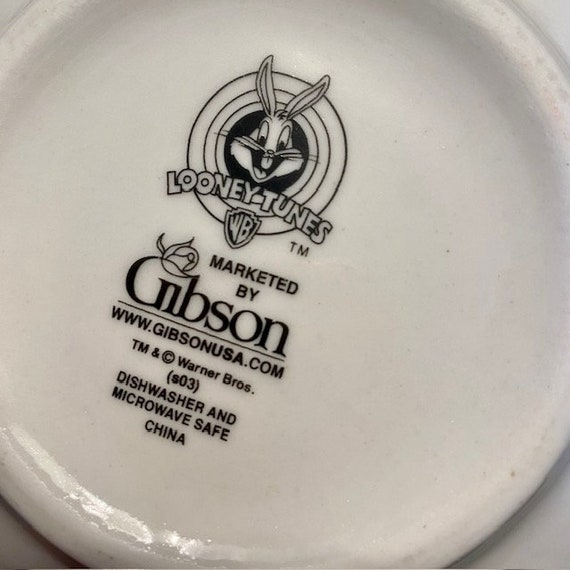 LOONEY TUNES
WB
TM
MARKETED
BY
Gibson
WWW.GIBSONUSA.COM
TM & © Warner Bros.
(s03)
DISHWASHER AND
MICROWAVE SAFE
CHINA